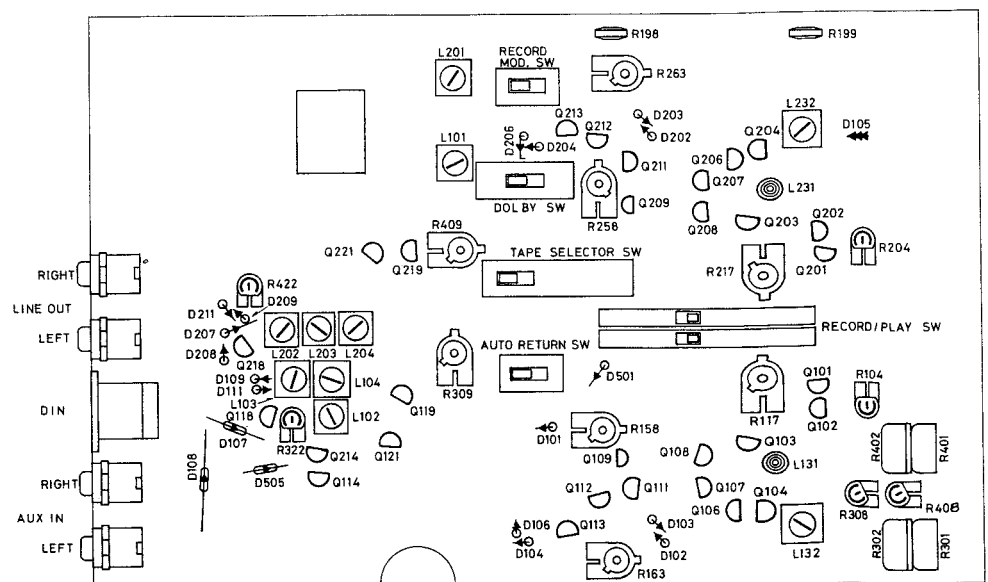 R198
R199
L201
RECORD
MOD. SW
R263
Q213
Q212
D203
D202
L232
D105
L101
D206
D204
Q204
Q206
Q211
Q207
L231
DOLBY SW
R258
Q209
Q208
Q203
Q202
R409
Q221
Q219
TAPE SELECTOR SW
R217
Q201
R204
RIGHT
R422
D209
LINE OUT
D211
D207
LEFT
D208
L202
L203
L204
RECORD/PLAY SW
Q218
AUTO RETURN SW
D501
D109
D111
L104
R309
Q101
R104
L103
Q118
L102
Q119
R117
Q102
DIN
D107
R322
Q121
D101
R158
Q103
R402
R401
D108
Q214
Q109
Q108
L131
RIGHT
D505
Q114
Q112
Q111
Q107
Q104
Q106
R308
R408
AUX IN
D106
Q113
D103
LEFT
D104
D102
R163
L132
R302
R301